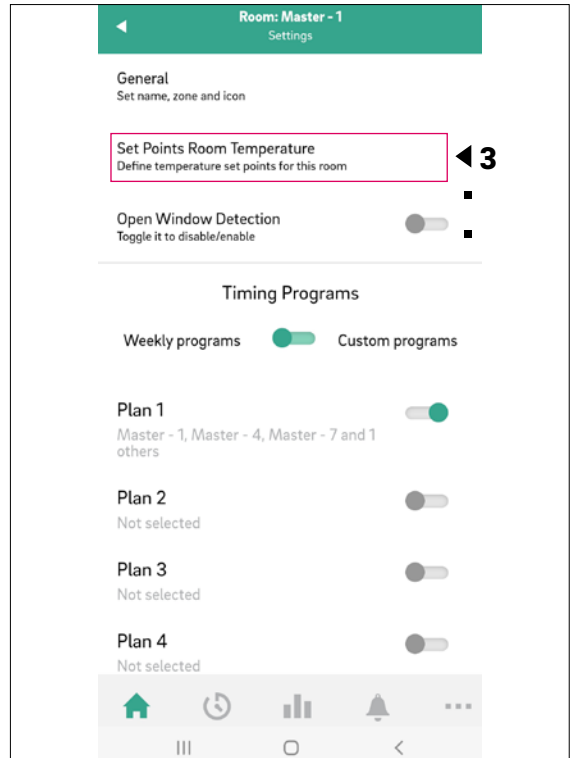 Room: Master - 1
Settings
General
Set name, zone and icon
Set Points Room Temperature
Define temperature set points for this room
3
Open Window Detection
Toggle it to disable/enable
Timing Programs
Weekly programs Custom programs
Plan 1
Master - 1, Master - 4, Master - 7 and 1
others
Plan 2
Not selected
Plan 3
Not selected
Plan 4
Not selected